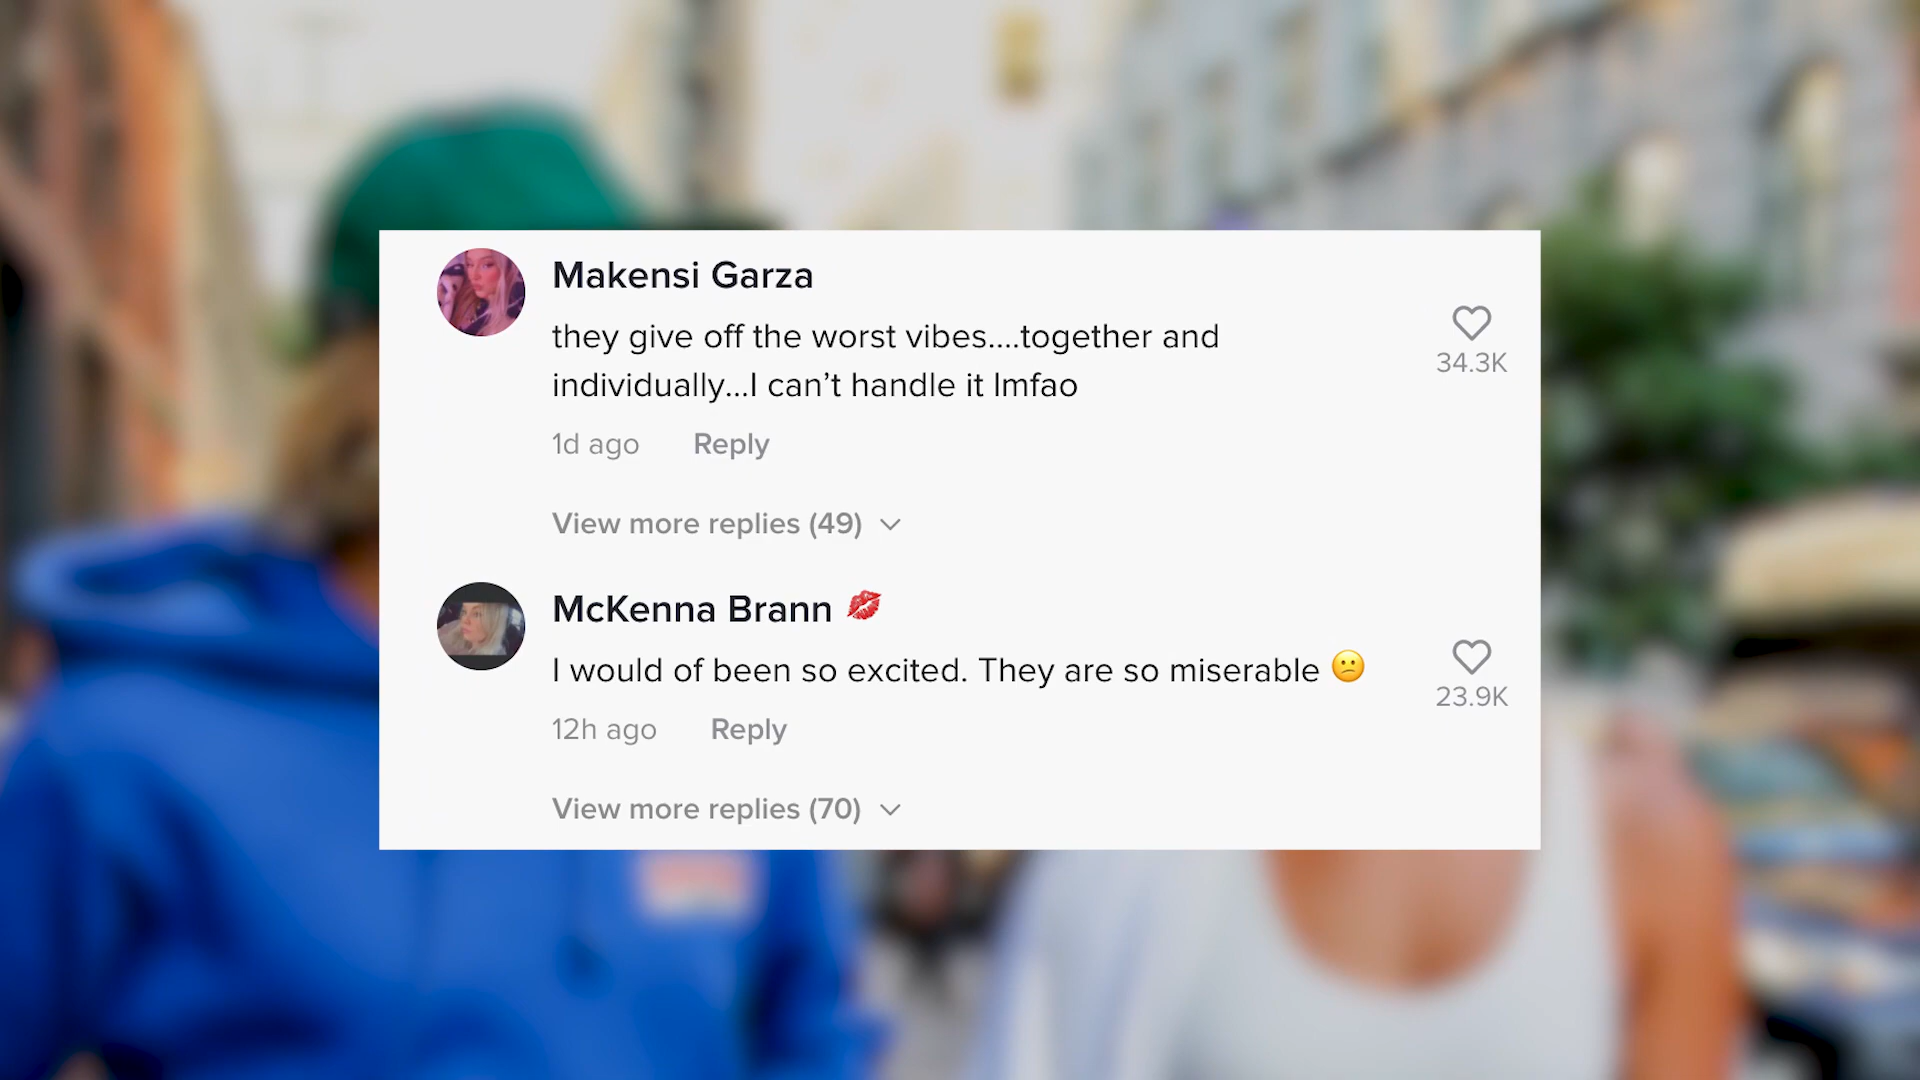 Makensi Garza
they give off the worst vibes....together and
individually...I can’t handle it lmfao
34.3K
1d ago Reply
View more replies (49)
McKenna Brann 💋
I would of been so excited. They are so miserable 😕
23.9K
12h ago Reply
View more replies (70)